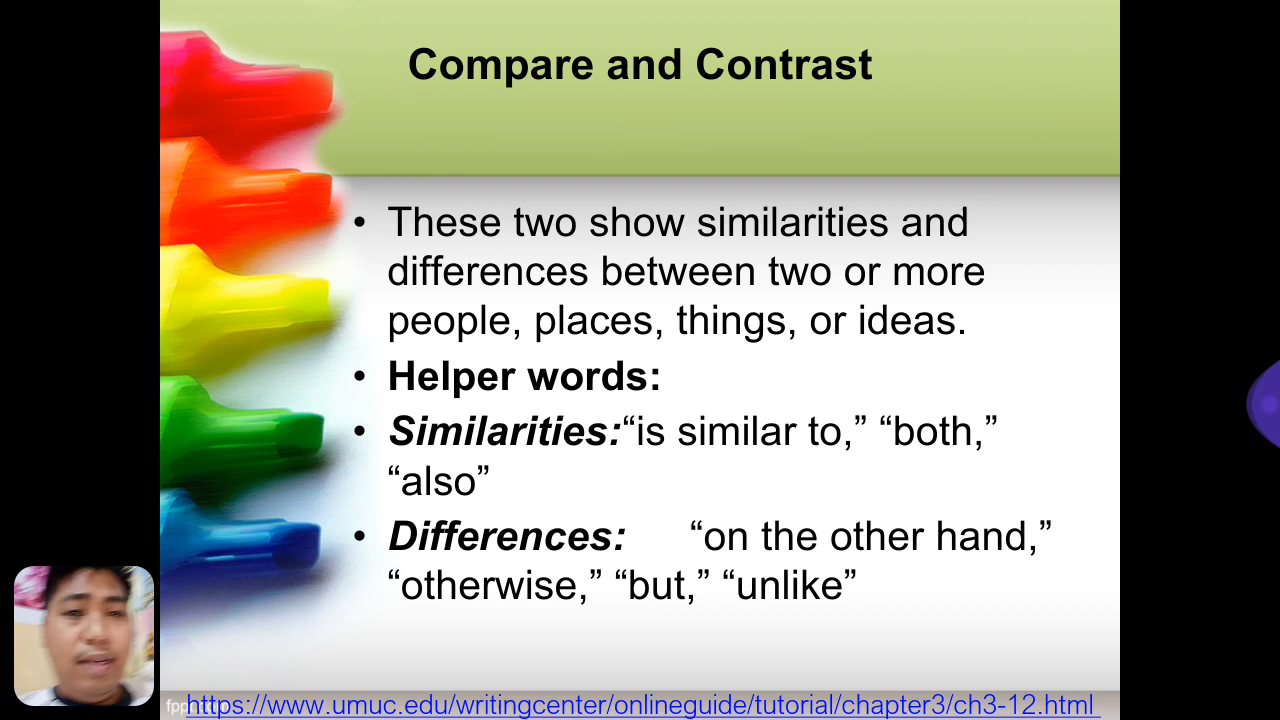 Compare and Contrast
• These two show similarities and
differences between two or more
people, places, things, or ideas.
• Helper words:
• Similarities:“is similar to,” “both,”
“also”
• Differences: “on the other hand,”
“otherwise,” “but,” “unlike”
https://www.umuc.edu/writingcenter/onlineguide/tutorial/chapter3/ch3-12.html